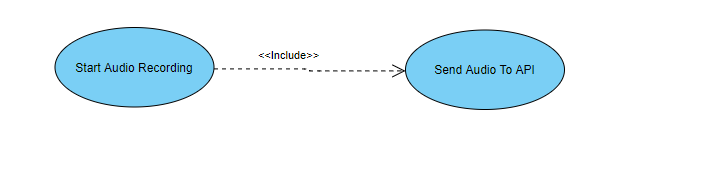 <<Include>>
Start Audio Recording
Send Audio To API